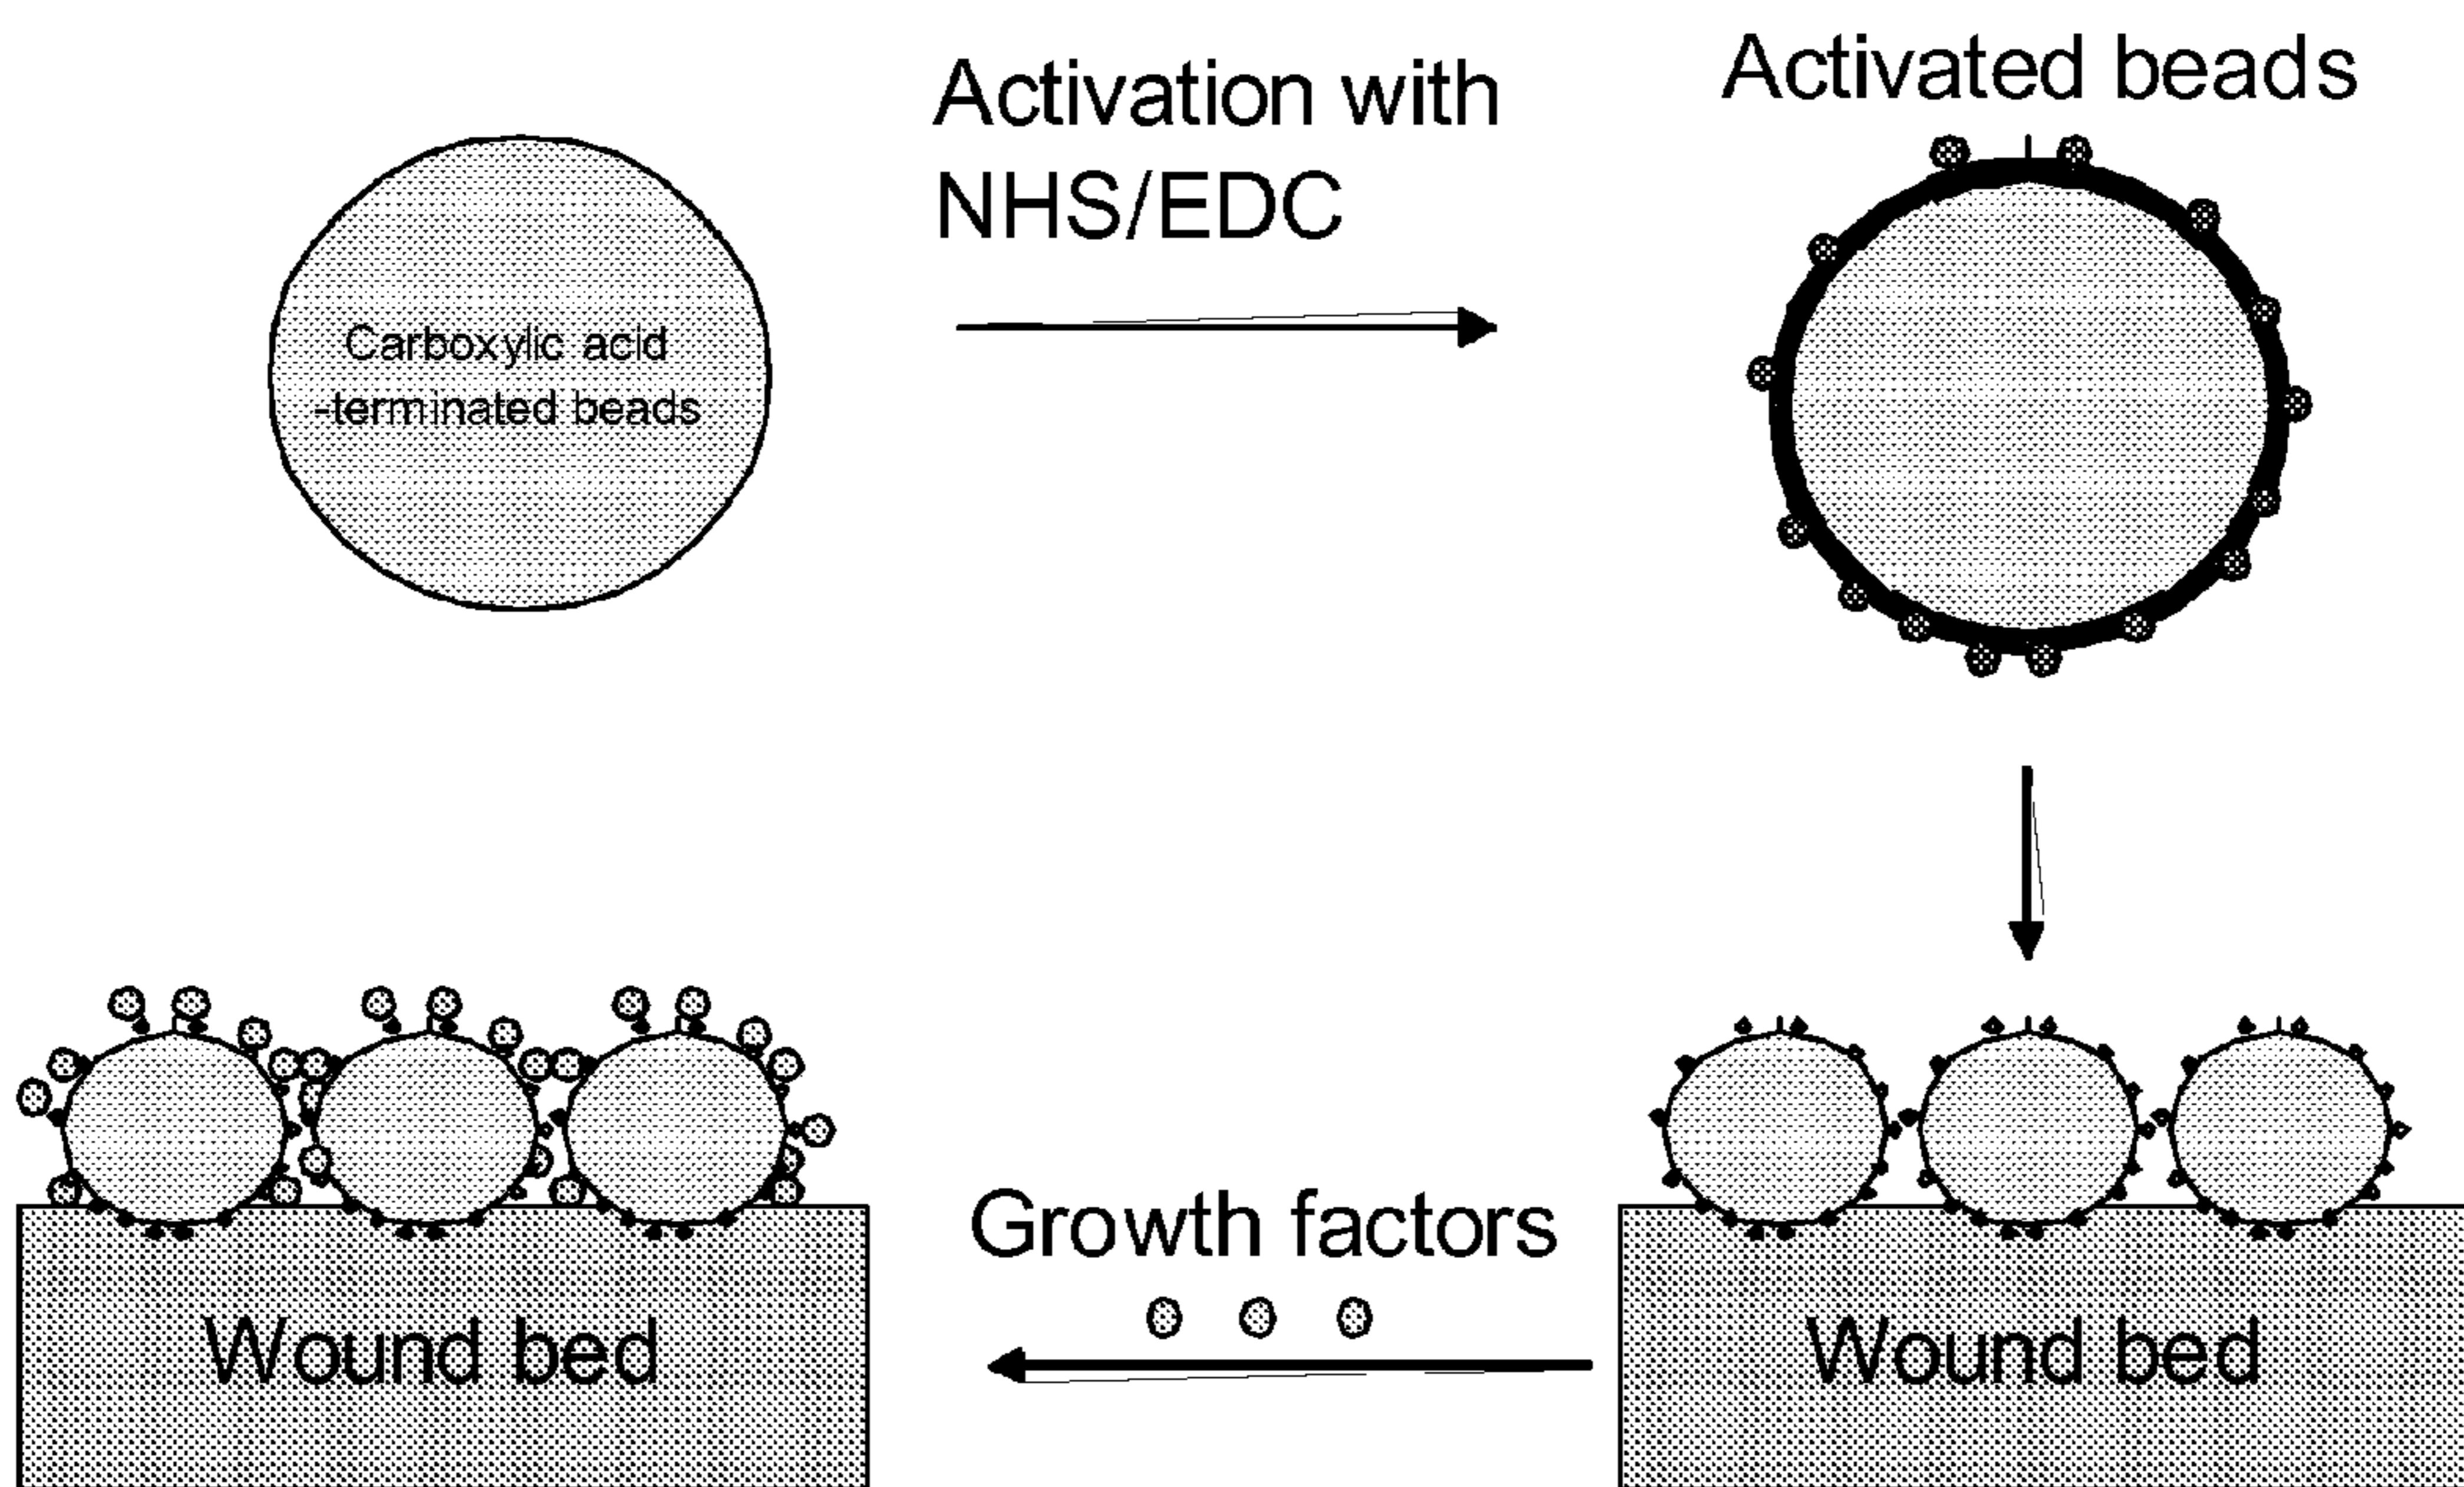 Activation with
NHS/EDC
Activated beads
Carboxylic acid
-terminated beads
Growth factors
Wound bed
Wound bed